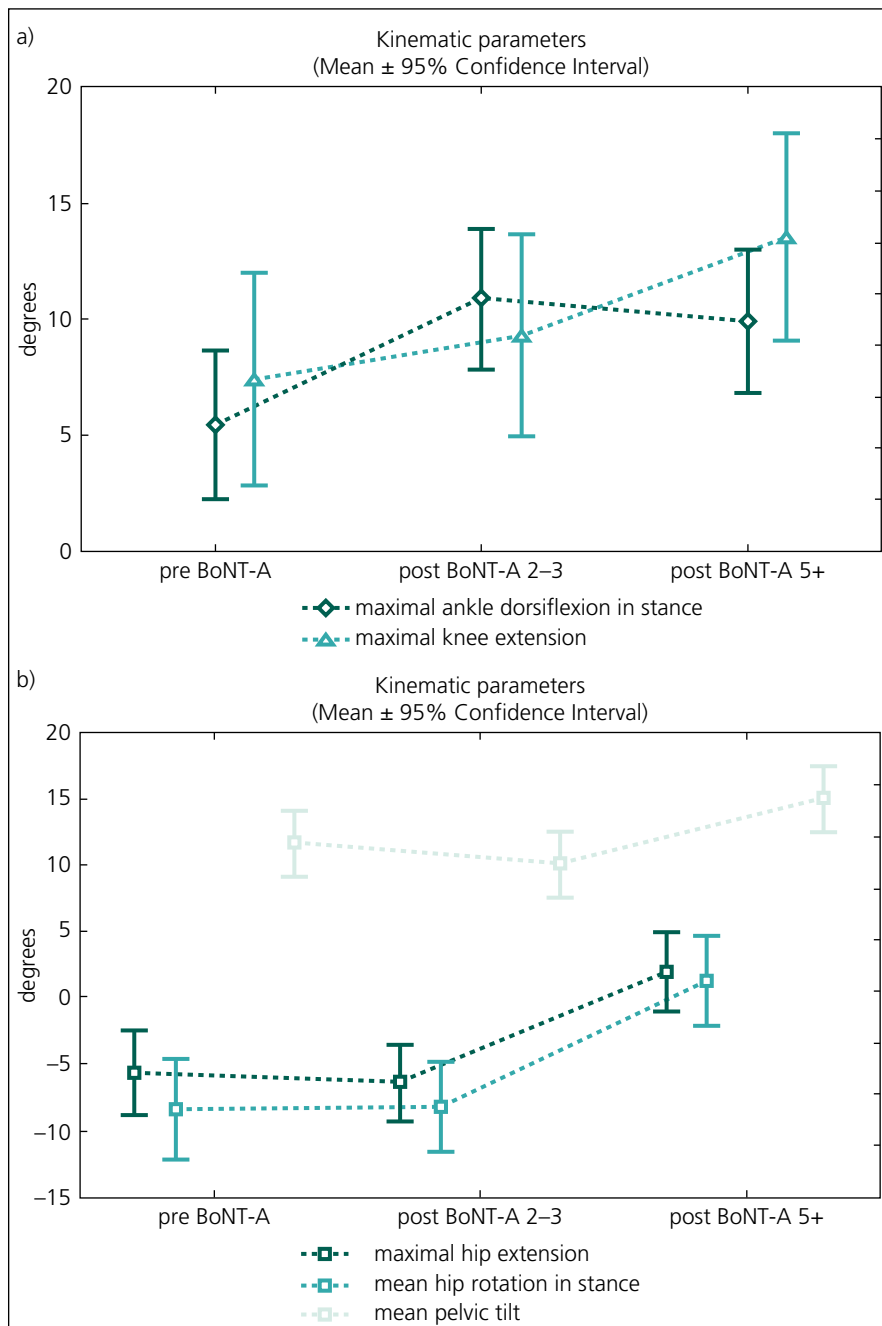 a)
Kinematic parameters
(Mean ± 95% Confidence Interval)
20
15
10
5
0
degrees
pre BoNT-A post BoNT-A 2–3 post BoNT-A 5+
maximal ankle dorsiflexion in stance
maximal knee extension
b)
Kinematic parameters
(Mean ± 95% Confidence Interval)
20
15
10
5
0
–5
–10
–15
degrees
pre BoNT-A post BoNT-A 2–3 post BoNT-A 5+
maximal hip extension
mean hip rotation in stance
mean pelvic tilt